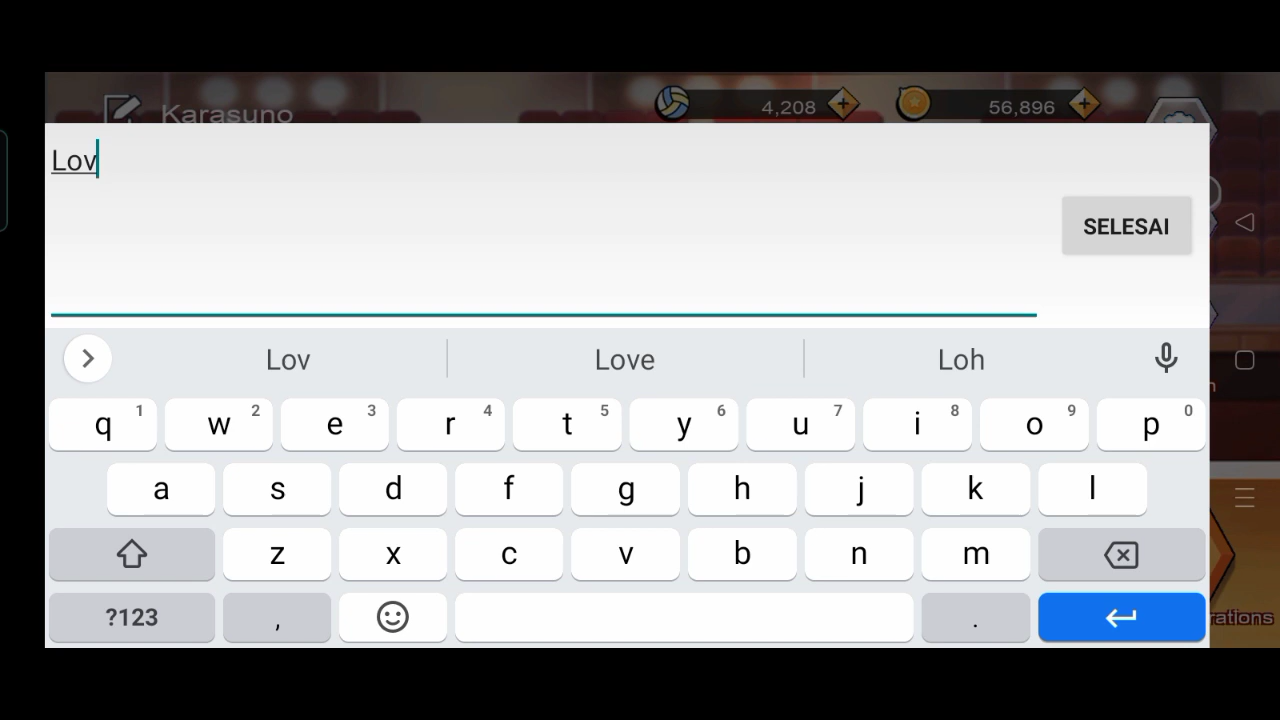 Karasuno
4,208
56,896
Lov
SELESAI
Lov Love Loh
q 1 w 2 e 3 r 4 t 5 y 6 u 7 i 8 o 9 p 0
a s d f g h j k l
z x c v b n m
?123 , .
rations